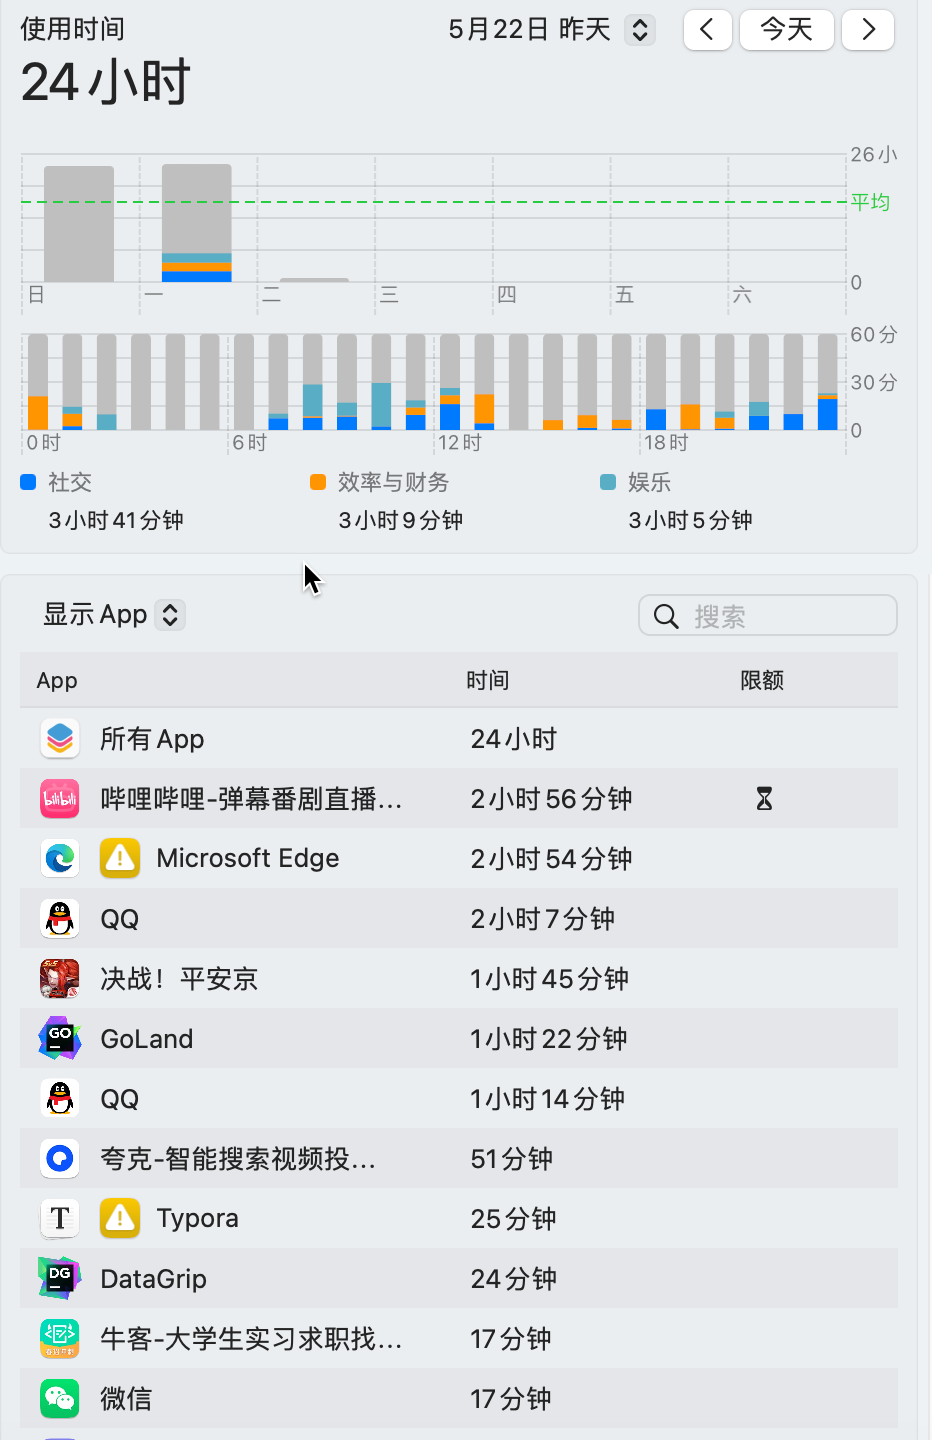 使用时间
5月22日 昨天
今天
24小时
26小
平均
0
日 一 二 三 四 五 六
60分
30分
0
0时 6时 12时 18时
社交 效率与财务 娱乐
3小时41分钟 3小时9分钟 3小时5分钟
显示App
搜索
App 时间 限额
所有App 24小时
bilibili
哔哩哔哩-弹幕番剧直播… 2小时56分钟
Microsoft Edge 2小时54分钟
QQ 2小时7分钟
5v5
决战！平安京 1小时45分钟
GO
GoLand 1小时22分钟
QQ 1小时14分钟
夸克-智能搜索视频投… 51分钟
T
Typora 25分钟
DG
DataGrip 24分钟
牛客-大学生实习求职找… 17分钟
微信 17分钟